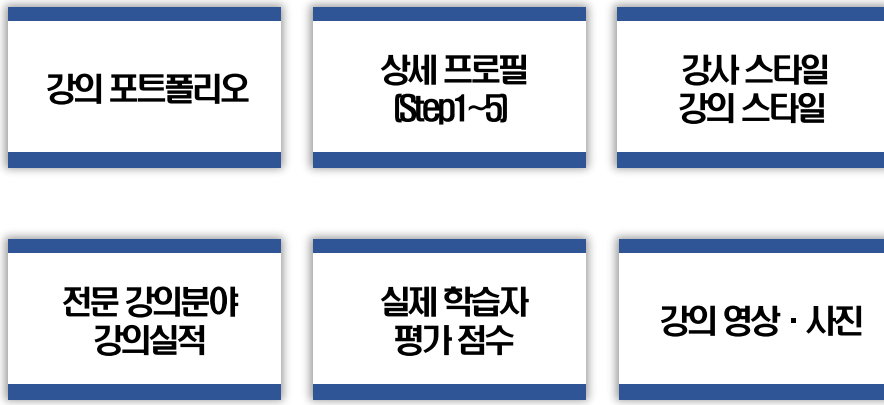 강의 포트폴리오
상세 프로필
(Step1~5)
강사 스타일
강의 스타일
전문 강의분야
강의실적
실제 학습자
평가 점수
강의 영상 · 사진